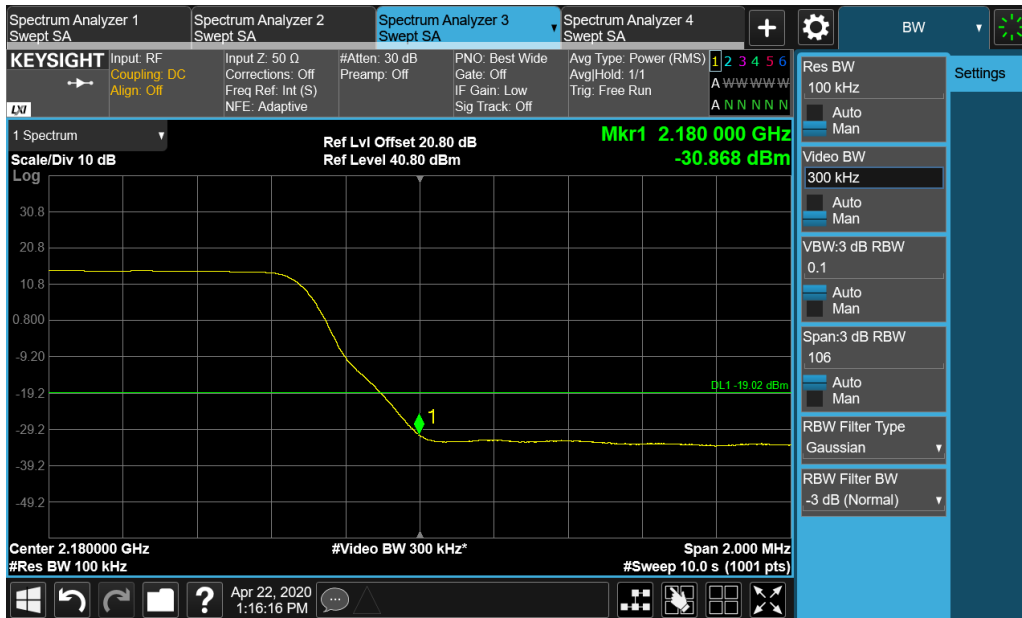 Spectrum Analyzer 1
Swept SA
Spectrum Analyzer 2
Swept SA
Spectrum Analyzer 3
Swept SA
Spectrum Analyzer 4
Swept SA
BW
KEYSIGHT
LXI
Input: RF
Coupling: DC
Align: Off
Input Z: 50 Ω
Corrections: Off
Freq Ref: Int (S)
NFE: Adaptive
#Atten: 30 dB
Preamp: Off
PNO: Best Wide
Gate: Off
IF Gain: Low
Sig Track: Off
Avg Type: Power (RMS)
Avg|Hold: 1/1
Trig: Free Run
1 2 3 4 5 6
A W W W W W
A N N N N N
1 Spectrum
Scale/Div 10 dB
Log
Ref Lvl Offset 20.80 dB
Ref Level 40.80 dBm
Mkr1 2.180 000 GHz
-30.868 dBm
30.8
20.8
10.8
0.800
-9.20
-19.2
-29.2
-39.2
-49.2
DL1 -19.02 dBm
1
Center 2.180000 GHz
#Res BW 100 kHz
#Video BW 300 kHz*
Span 2.000 MHz
#Sweep 10.0 s (1001 pts)
Res BW
100 kHz
Auto
Man
Video BW
300 kHz
Auto
Man
VBW:3 dB RBW
0.1
Auto
Man
Span:3 dB RBW
106
Auto
Man
RBW Filter Type
Gaussian
RBW Filter BW
-3 dB (Normal)
Settings
?
Apr 22, 2020
1:16:16 PM